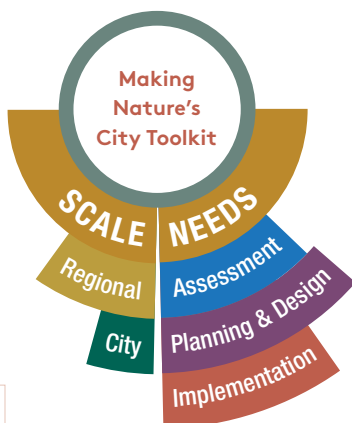 Making
Nature's
City Toolkit
SCALE
NEEDS
Regional
City
Assessment
Planning & Design
Implementation